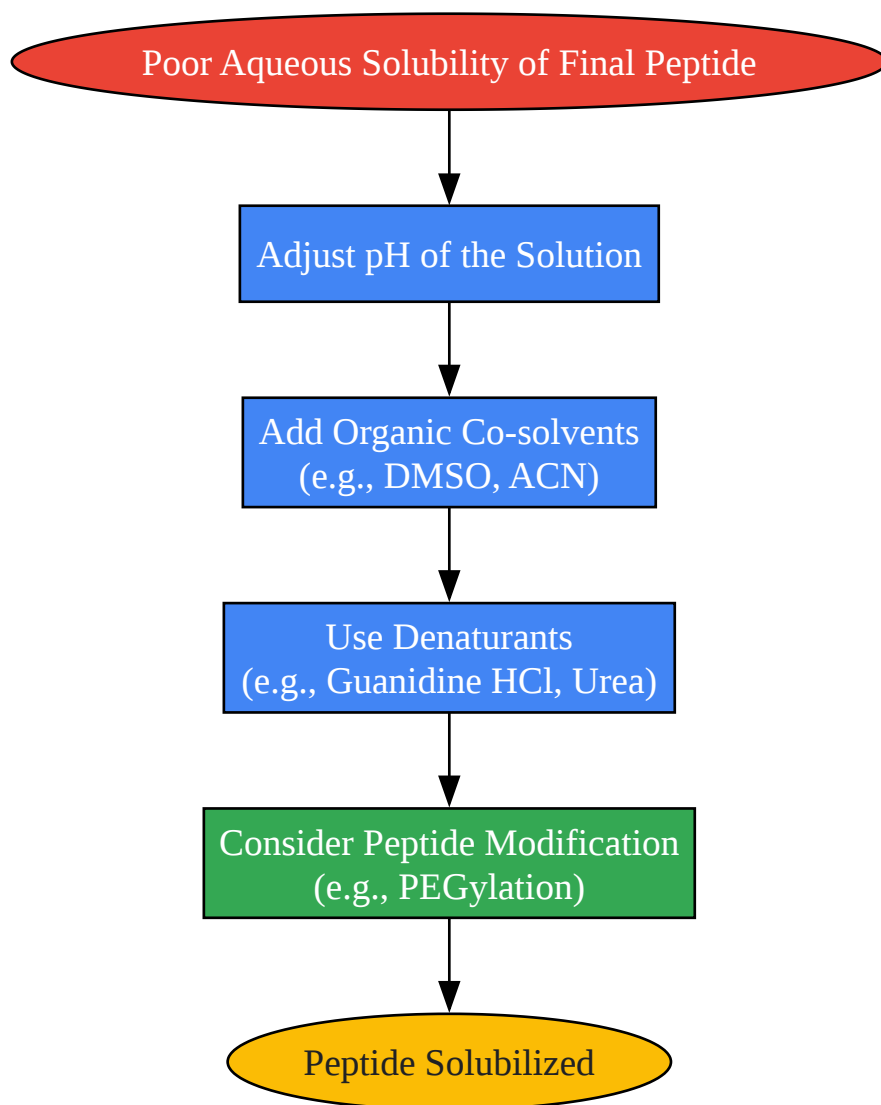 Poor Aqueous Solubility of Final Peptide
Adjust pH of the Solution
Add Organic Co-solvents
(e.g., DMSO, ACN)
Use Denaturants
(e.g., Guanidine HCl, Urea)
Consider Peptide Modification
(e.g., PEGylation)
Peptide Solubilized